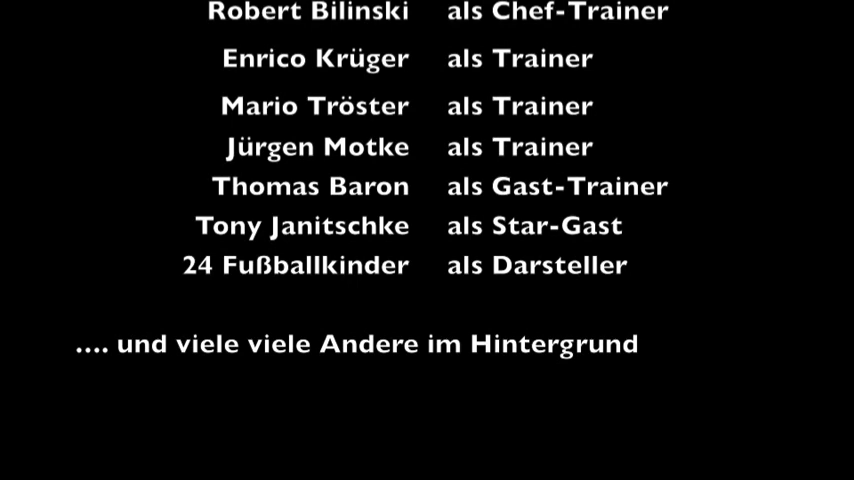 Robert Bilinski als Chef-Trainer
Enrico Krüger als Trainer
Mario Tröster als Trainer
Jürgen Motke als Trainer
Thomas Baron als Gast-Trainer
Tony Janitschke als Star-Gast
24 Fußballkinder als Darsteller
.... und viele viele Andere im Hintergrund